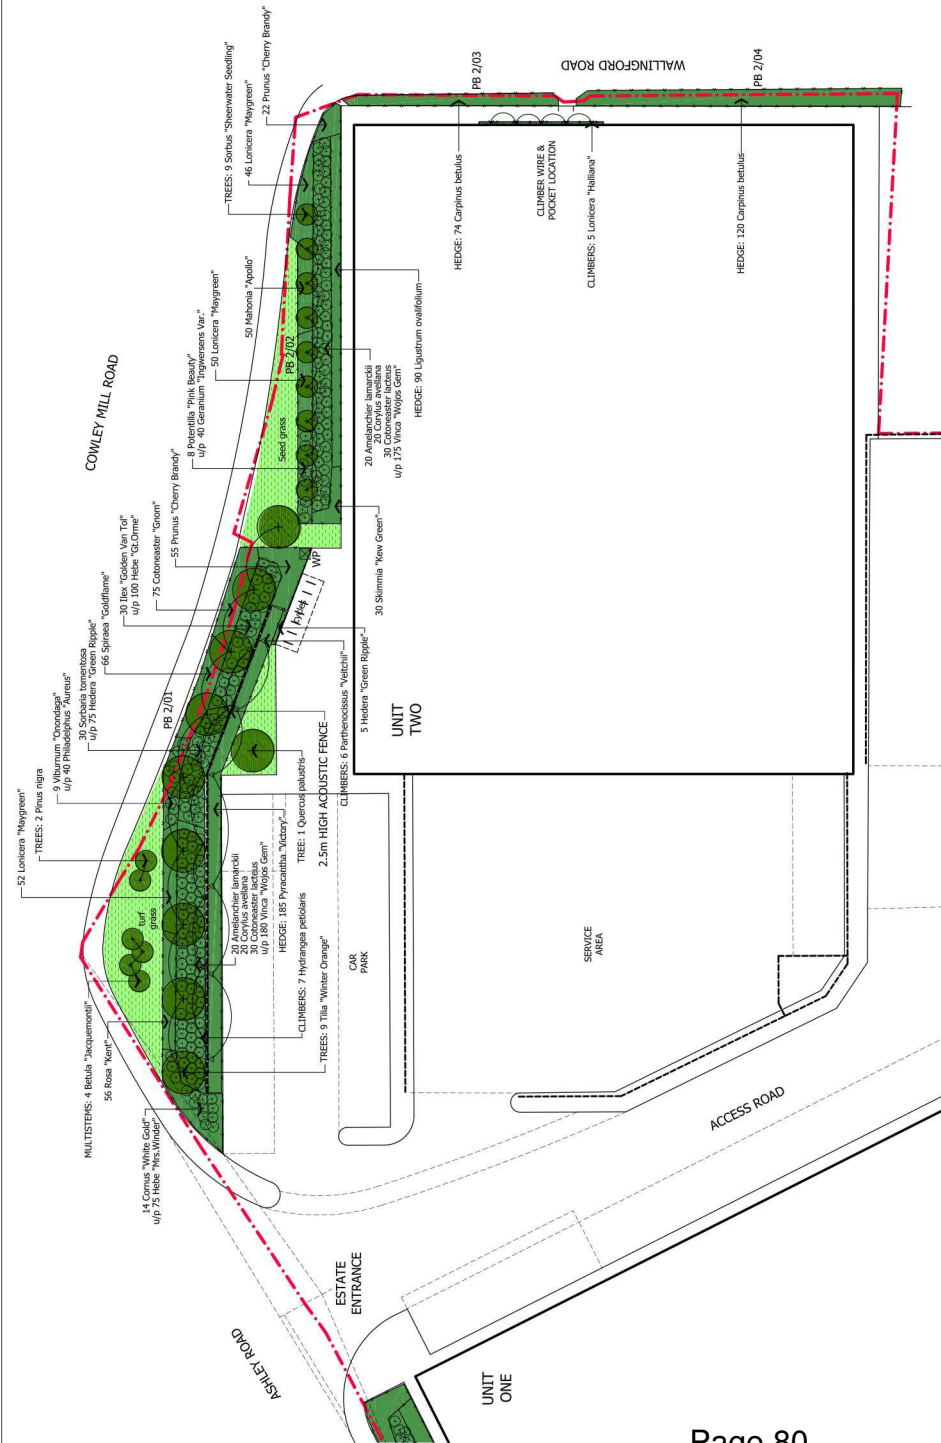 TREES: 9 Sorbus "Sheerwater Seedling"
46 Lonicera "Maygreen"
22 Prunus "Cherry Brandy"
WALLINGFORD ROAD
PB 2/03
PB 2/04
HEDGE: 74 Carpinus betulus
CLIMBER WIRE &
POCKET LOCATION
CLIMBERS: 5 Lonicera "Halliana"
HEDGE: 120 Carpinus betulus
COWLEY MILL ROAD
8 Potentilla "Pink Beauty"
u/p 40 Geranium "Ingwersens Var."
50 Lonicera "Maygreen"
50 Mahonia "Apollo"
PB 2/02
Seed grass
20 Amelanchier lamarckii
20 Corylus avellana
30 Cotoneaster lacteus
u/p 175 Vinca "Wojos Gem"
HEDGE: 90 Ligustrum ovalifolium
30 Skimmia "Kew Green"
52 Lonicera "Maygreen"
TREES: 2 Pinus nigra
9 Viburnum "Onondaga"
u/p 40 Philadelphus "Aureus"
30 Sorbaria tomentosa
u/p 75 Hedera "Green Ripple"
66 Spiraea "Goldflame"
30 Ilex "Golden Van Tol"
u/p 100 Hebe "Gt.Orme"
75 Cotoneaster "Gnom"
55 Prunus "Cherry Brandy"
PB 2/01
WP
cycles
5 Hedera "Green Ripple"
CLIMBERS: 6 Parthenocissus "Veitchii"
2.5m HIGH ACOUSTIC FENCE
TREE: 1 Quercus palustris
UNIT
TWO
turf
grass
MULTISTEMS: 4 Betula "Jacquemontii"
56 Rosa "Kent"
14 Cornus "White Gold"
u/p 75 Hebe "Mrs.Winder"
20 Amelanchier lamarckii
20 Corylus avellana
30 Cotoneaster lacteus
u/p 180 Vinca "Wojos Gem"
HEDGE: 185 Pyracantha "Victory"
CLIMBERS: 7 Hydrangea petiolaris
TREES: 9 Tilia "Winter Orange"
CAR
PARK
SERVICE
AREA
ACCESS ROAD
ESTATE
ENTRANCE
ASHLEY ROAD
UNIT
ONE
Page 80